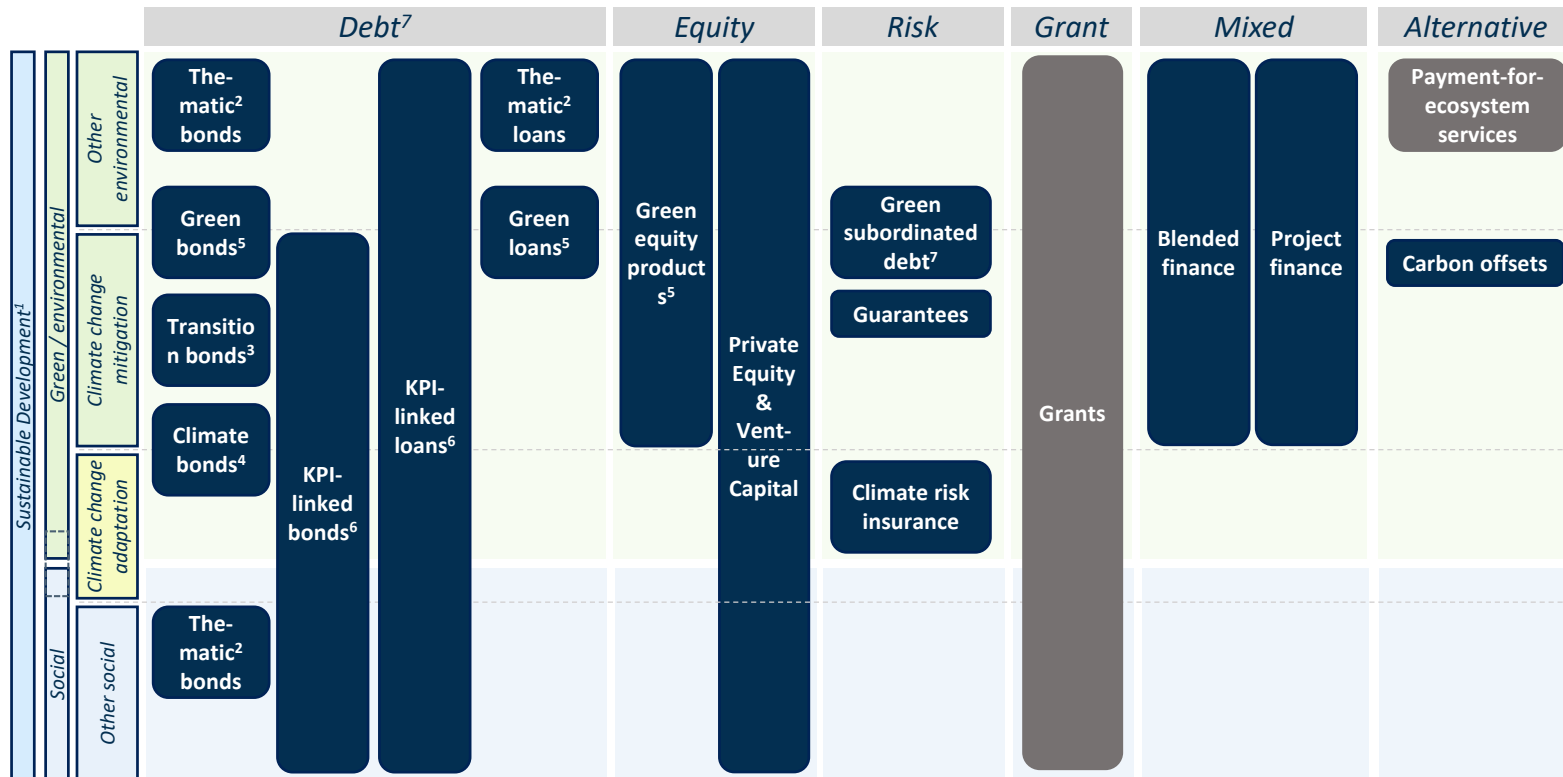 Debt⁷
Equity
Risk
Grant
Mixed
Alternative
Sustainable Development¹
Green / environmental
Social
Other
environmental
Climate change
mitigation
Climate change
adaptation
Other social
The-
matic²
bonds
Green
bonds⁵
Transitio
n bonds³
Climate
bonds⁴
The-
matic²
bonds
KPI-
linked
bonds⁶
KPI-
linked
loans⁶
The-
matic²
loans
Green
loans⁵
Green
equity
product
s⁵
Private
Equity
&
Vent-
ure
Capital
Green
subordinated
debt⁷
Guarantees
Climate risk
insurance
Grants
Blended
finance
Project
finance
Payment-for-
ecosystem
services
Carbon offsets